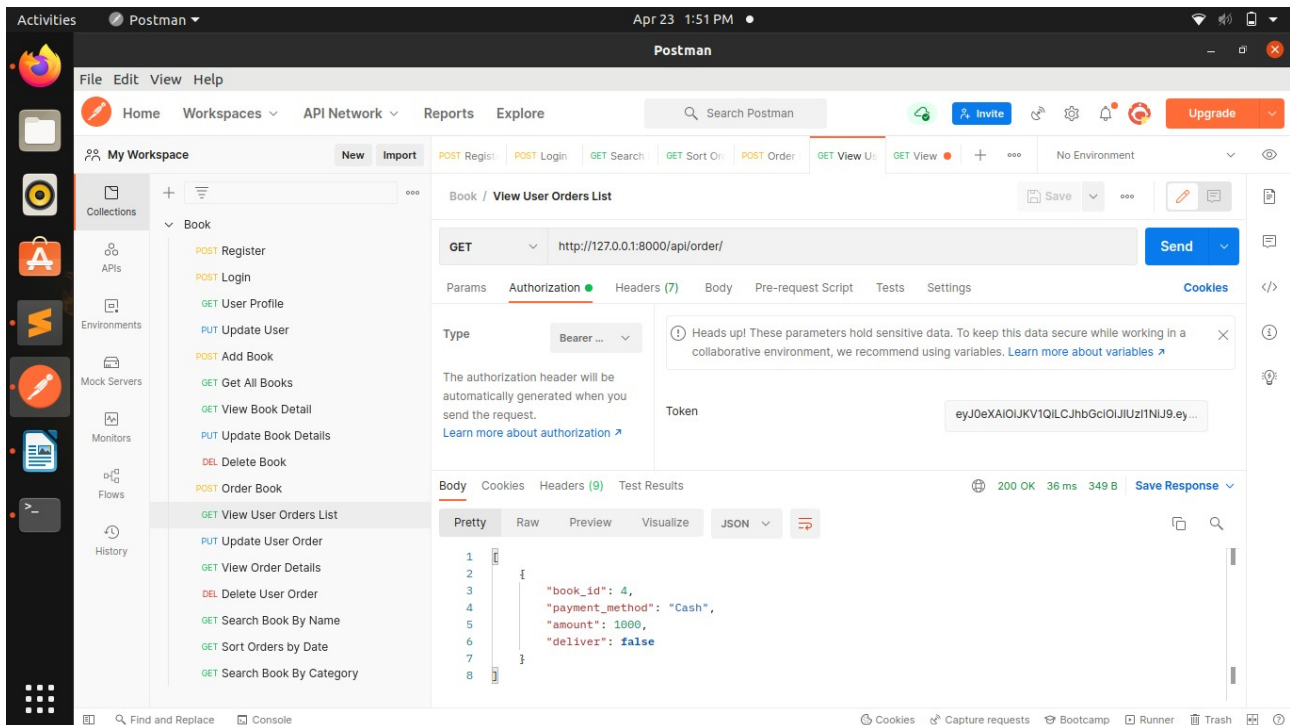 Activities Postman Apr 23 1:51 PM
Postman
File Edit View Help
Home Workspaces API Network Reports Explore Search Postman Invite Upgrade
My Workspace New Import POST Regist POST Login GET Search GET Sort Or POST Order GET View Us GET View No Environment
Collections
APIs
Environments
Mock Servers
Monitors
Flows
History
Book
POST Register
POST Login
GET User Profile
PUT Update User
POST Add Book
GET Get All Books
GET View Book Detail
PUT Update Book Details
DEL Delete Book
POST Order Book
GET View User Orders List
PUT Update User Order
GET View Order Details
DEL Delete User Order
GET Search Book By Name
GET Sort Orders by Date
GET Search Book By Category
Book / View User Orders List Save
GET http://127.0.0.1:8000/api/order/ Send
Params Authorization Headers (7) Body Pre-request Script Tests Settings Cookies
Type Bearer ...
The authorization header will be
automatically generated when you
send the request.
Learn more about authorization
Heads up! These parameters hold sensitive data. To keep this data secure while working in a
collaborative environment, we recommend using variables. Learn more about variables
Token eyJ0eXAiOiJKV1QiLCJhbGciOiJIUzI1NiJ9.ey...
Body Cookies Headers (9) Test Results 200 OK 36 ms 349 B Save Response
Pretty Raw Preview Visualize JSON
1 [
2 {
3 "book_id": 4,
4 "payment_method": "Cash",
5 "amount": 1000,
6 "deliver": false
7 }
8 ]
Find and Replace Console Cookies Capture requests Bootcamp Runner Trash